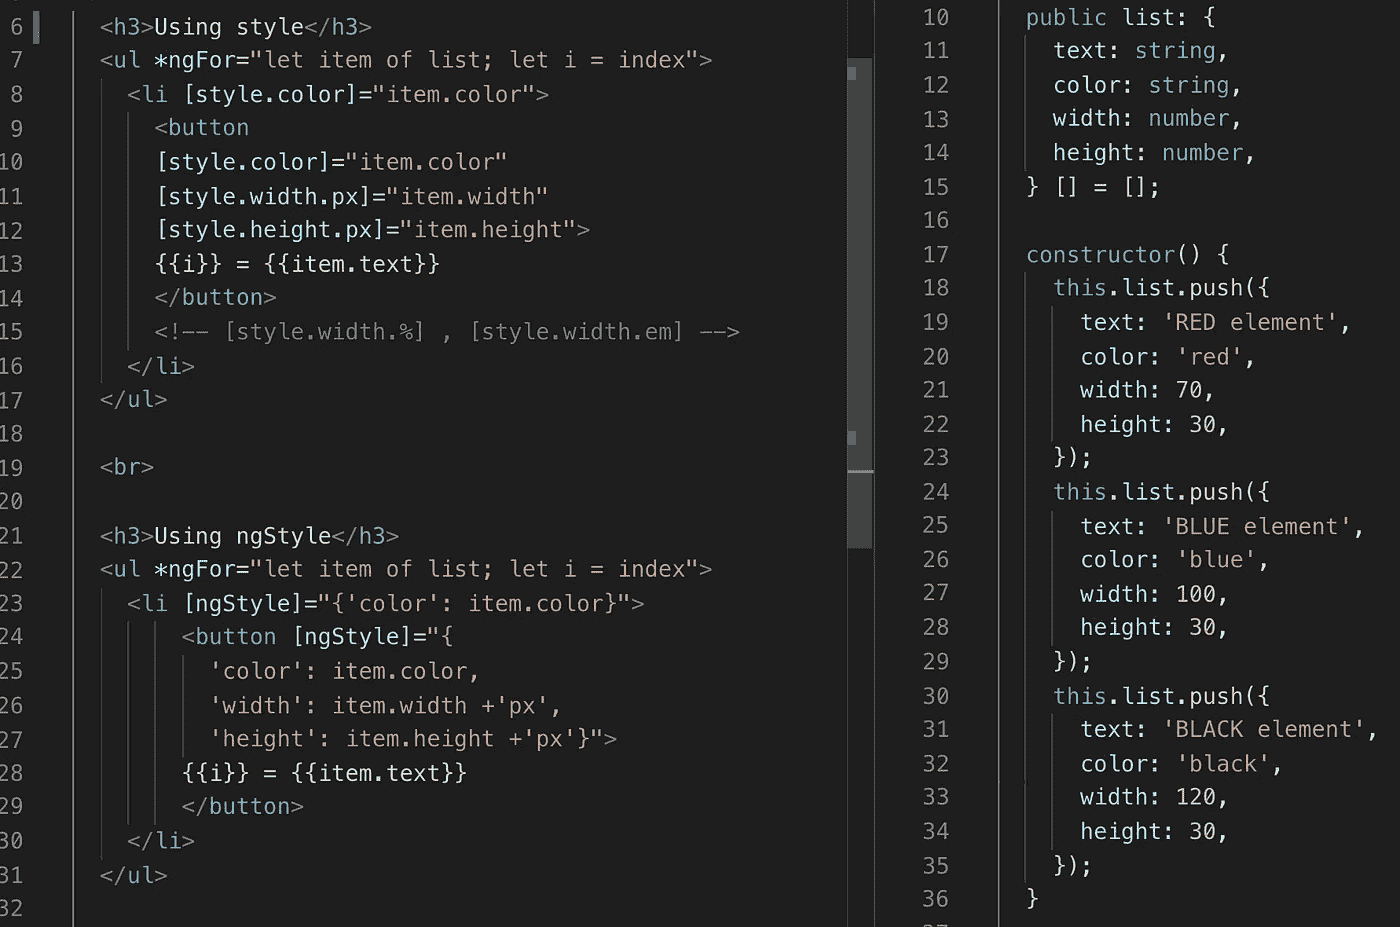 6 <h3>Using style</h3>
7 <ul *ngFor="let item of list; let i = index">
8 <li [style.color]="item.color">
9 <button
10 [style.color]="item.color"
11 [style.width.px]="item.width"
12 [style.height.px]="item.height">
13 {{i}} = {{item.text}}
14 </button>
15 <!-- [style.width.%] , [style.width.em] -->
16 </li>
17 </ul>
18
19 <br>
20
21 <h3>Using ngStyle</h3>
22 <ul *ngFor="let item of list; let i = index">
23 <li [ngStyle]="{'color': item.color}">
24 <button [ngStyle]="{
25 'color': item.color,
26 'width': item.width +'px',
27 'height': item.height +'px'}">
28 {{i}} = {{item.text}}
29 </button>
30 </li>
31 </ul>
32
10 public list: {
11 text: string,
12 color: string,
13 width: number,
14 height: number,
15 } [] = [];
16
17 constructor() {
18 this.list.push({
19 text: 'RED element',
20 color: 'red',
21 width: 70,
22 height: 30,
23 });
24 this.list.push({
25 text: 'BLUE element',
26 color: 'blue',
27 width: 100,
28 height: 30,
29 });
30 this.list.push({
31 text: 'BLACK element',
32 color: 'black',
33 width: 120,
34 height: 30,
35 });
36 }